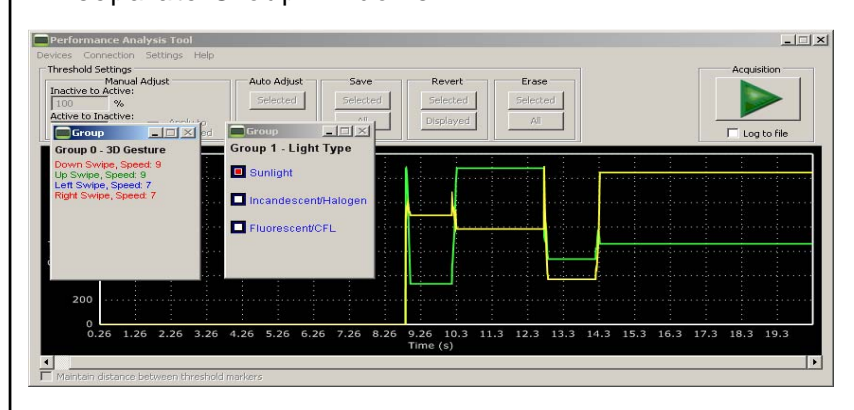 Performance Analysis Tool
Devices Connection Settings Help
Threshold Settings
Manual Adjust
Inactive to Active:
100 %
Active to Inactive:
Auto Adjust
Selected
Save
Selected
All
Revert
Selected
Displayed
Erase
Selected
All
Acquisition
Log to file
Group
Group 0 - 3D Gesture
Down Swipe, Speed: 9
Up Swipe, Speed: 9
Left Swipe, Speed: 7
Right Swipe, Speed: 7
Group
Group 1 - Light Type
Sunlight
Incandescent/Halogen
Fluorescent/CFL
200
0
0.26 1.26 2.26 3.26 4.26 5.26 6.26 7.26 8.26 9.26 10.3 11.3 12.3 13.3 14.3 15.3 16.3 17.3 18.3 19.3
Time (s)
Maintain distance between threshold markers